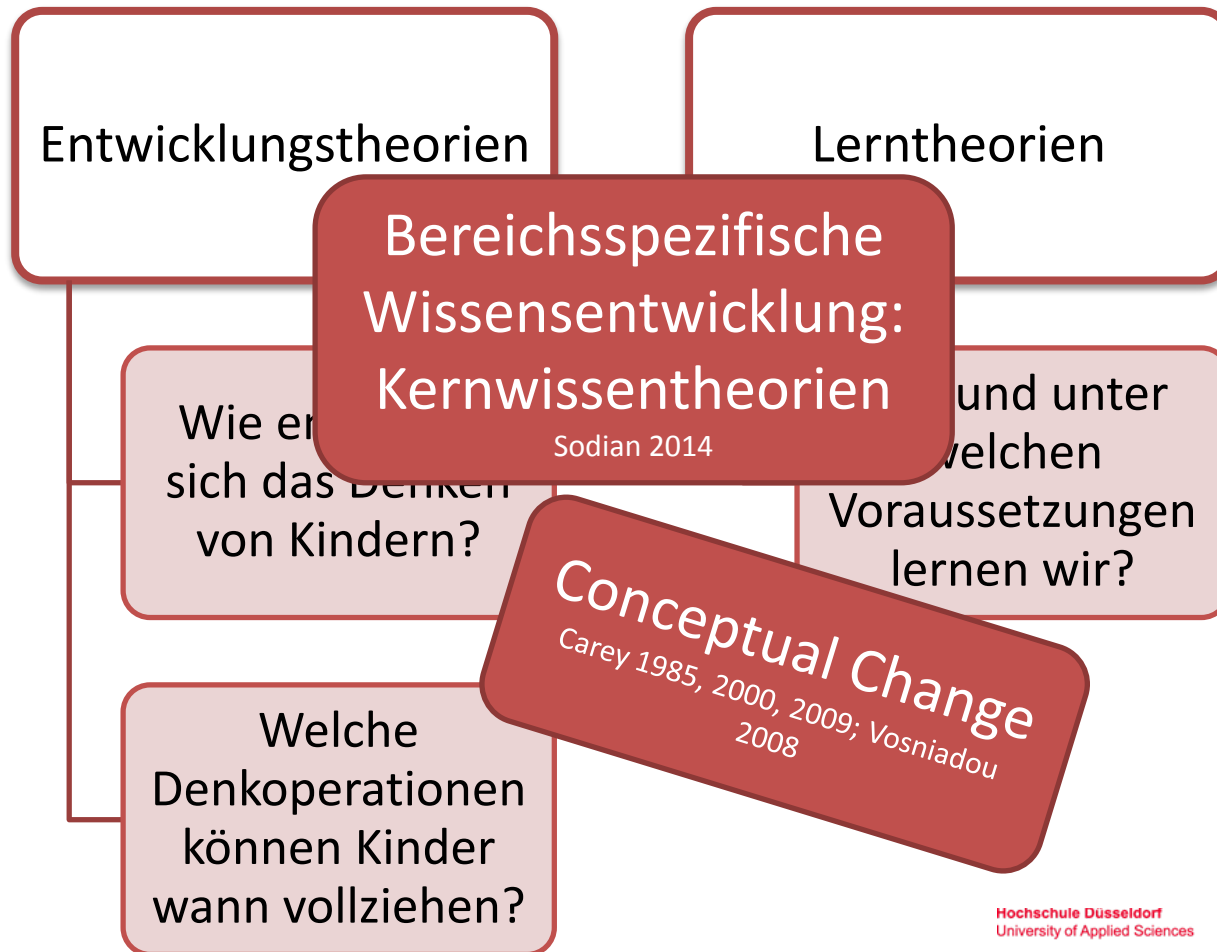 Entwicklungstheorien
Lerntheorien
Bereichsspezifische
Wissensentwicklung:
Kernwissentheorien
Sodian 2014
Wie
sich das Denken
von Kindern?
und unter
welchen
Voraussetzungen
lernen wir?
Conceptual Change
Carey 1985, 2000, 2009; Vosniadou
2008
Welche
Denkoperationen
können Kinder
wann vollziehen?
Hochschule Düsseldorf
University of Applied Sciences